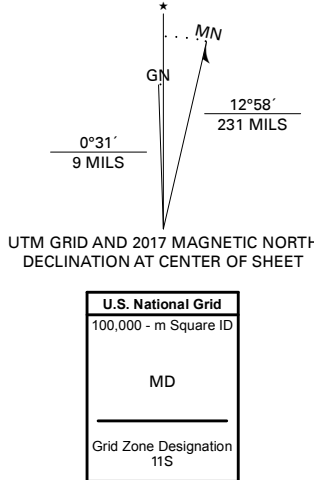 ★
MN
GN
0°31´
9 MILS
12°58´
231 MILS
UTM GRID AND 2017 MAGNETIC NORTH
DECLINATION AT CENTER OF SHEET
U.S. National Grid
100,000 - m Square ID
MD
Grid Zone Designation
11S